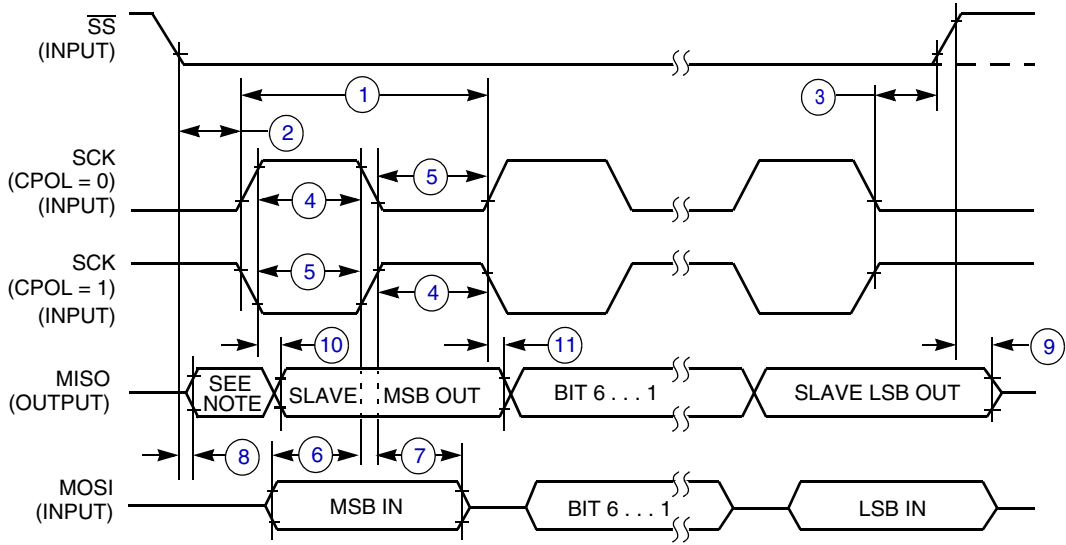 SS
(INPUT)
1
3
2
SCK
(CPOL = 0)
(INPUT)
5
4
SCK
(CPOL = 1)
(INPUT)
5
4
10
11
9
MISO
(OUTPUT)
SEE
NOTE
SLAVE
MSB OUT
BIT 6 . . . 1
SLAVE LSB OUT
8
6
7
MOSI
(INPUT)
MSB IN
BIT 6 . . . 1
LSB IN